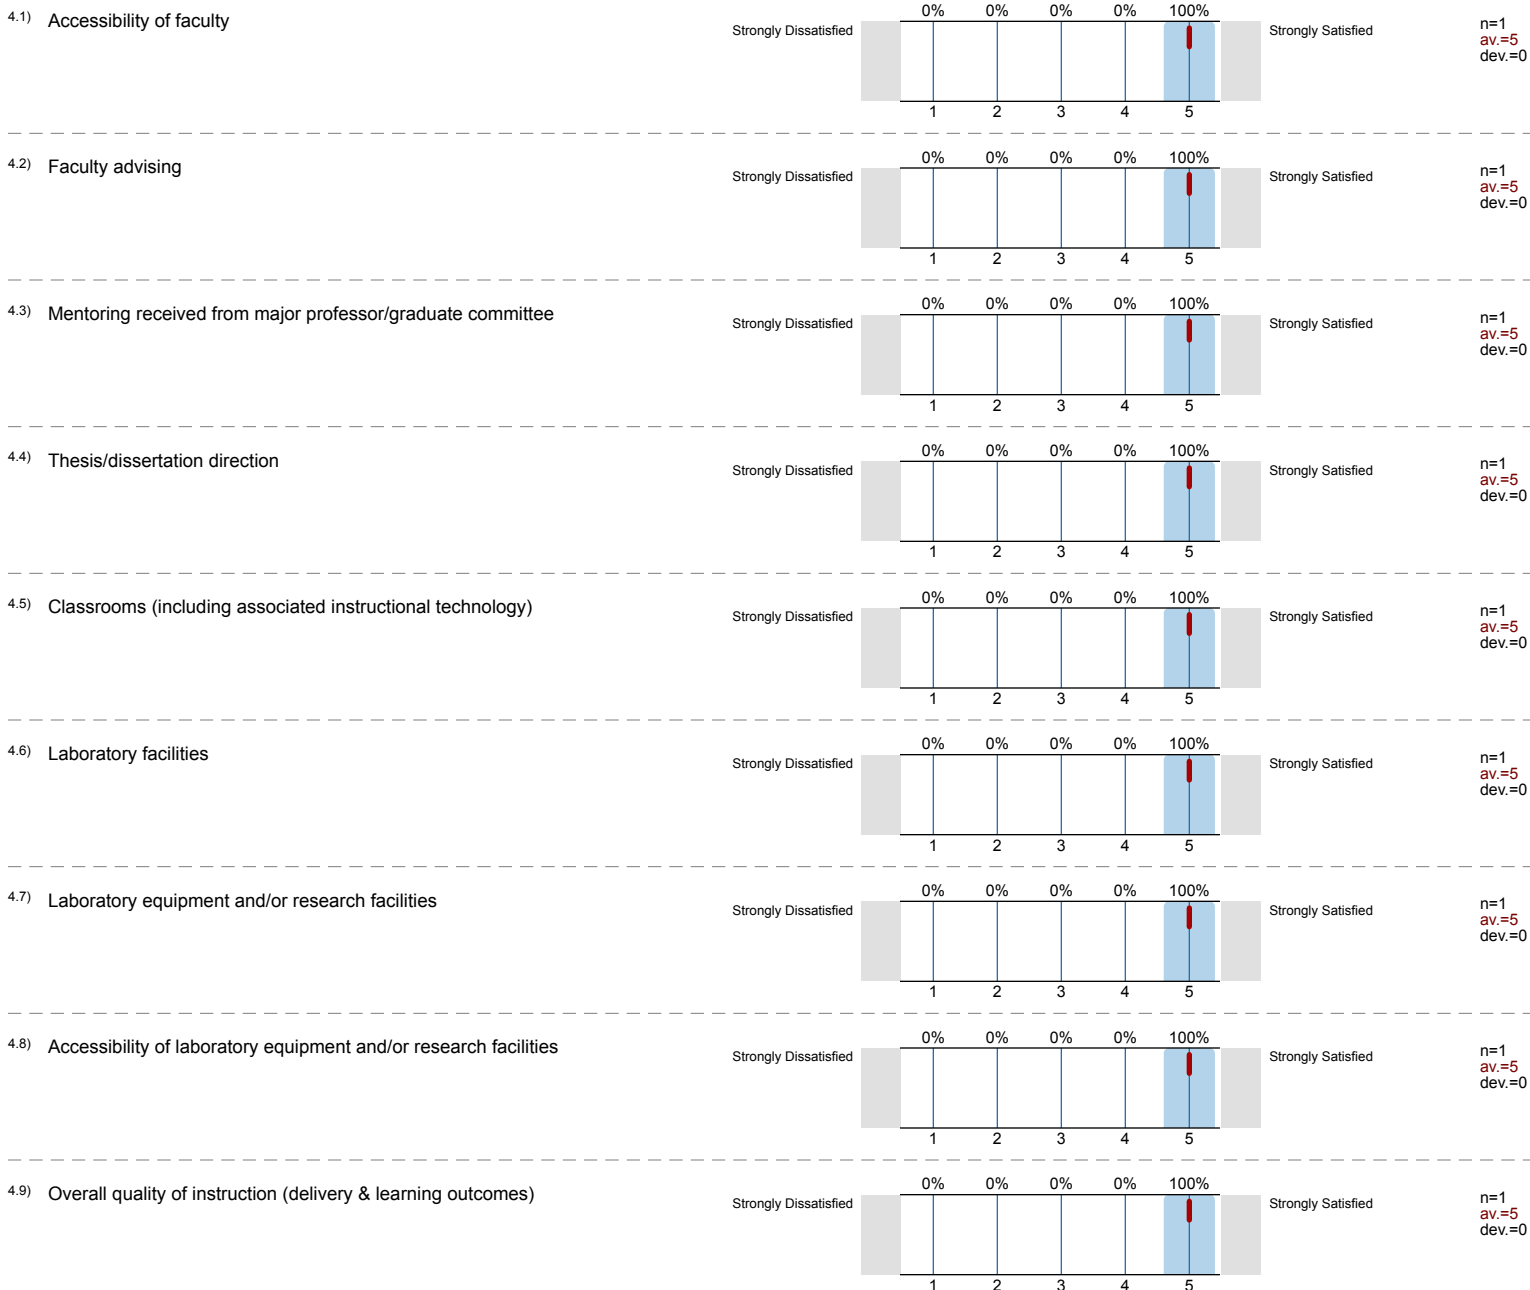 4.1) Accessibility of faculty
0% 0% 0% 0% 100%
Strongly Dissatisfied Strongly Satisfied
n=1
av.=5
dev.=0
1 2 3 4 5
4.2) Faculty advising
0% 0% 0% 0% 100%
Strongly Dissatisfied Strongly Satisfied
n=1
av.=5
dev.=0
1 2 3 4 5
4.3) Mentoring received from major professor/graduate committee
0% 0% 0% 0% 100%
Strongly Dissatisfied Strongly Satisfied
n=1
av.=5
dev.=0
1 2 3 4 5
4.4) Thesis/dissertation direction
0% 0% 0% 0% 100%
Strongly Dissatisfied Strongly Satisfied
n=1
av.=5
dev.=0
1 2 3 4 5
4.5) Classrooms (including associated instructional technology)
0% 0% 0% 0% 100%
Strongly Dissatisfied Strongly Satisfied
n=1
av.=5
dev.=0
1 2 3 4 5
4.6) Laboratory facilities
0% 0% 0% 0% 100%
Strongly Dissatisfied Strongly Satisfied
n=1
av.=5
dev.=0
1 2 3 4 5
4.7) Laboratory equipment and/or research facilities
0% 0% 0% 0% 100%
Strongly Dissatisfied Strongly Satisfied
n=1
av.=5
dev.=0
1 2 3 4 5
4.8) Accessibility of laboratory equipment and/or research facilities
0% 0% 0% 0% 100%
Strongly Dissatisfied Strongly Satisfied
n=1
av.=5
dev.=0
1 2 3 4 5
4.9) Overall quality of instruction (delivery & learning outcomes)
0% 0% 0% 0% 100%
Strongly Dissatisfied Strongly Satisfied
n=1
av.=5
dev.=0
1 2 3 4 5